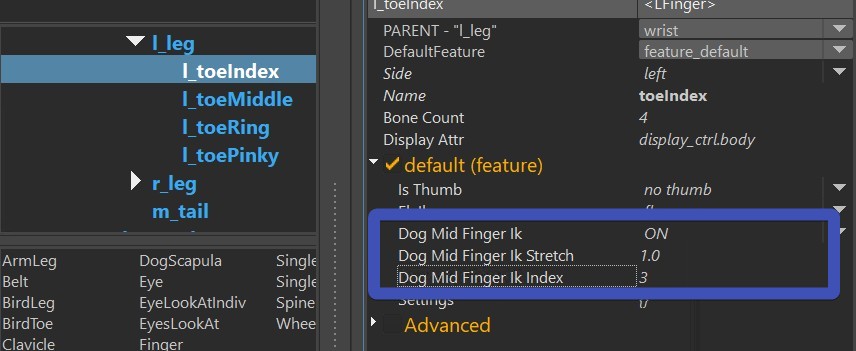 l_leg
l_toeIndex
l_toeMiddle
l_toeRing
l_toePinky
r_leg
m_tail
ArmLeg DogScapula Single
Belt Eye Single
BirdLeg EyeLookAtIndiv Spine
BirdToe EyesLookAt Whee
Clavicle Finger
l_toeIndex <LFinger>
PARENT - "l_leg" wrist
DefaultFeature feature_default
Side left
Name toeIndex
Bone Count 4
Display Attr display_ctrl.body
default (feature)
Is Thumb no thumb
Dog Mid Finger Ik ON
Dog Mid Finger Ik Stretch 1.0
Dog Mid Finger Ik Index 3
Settings {}
Advanced